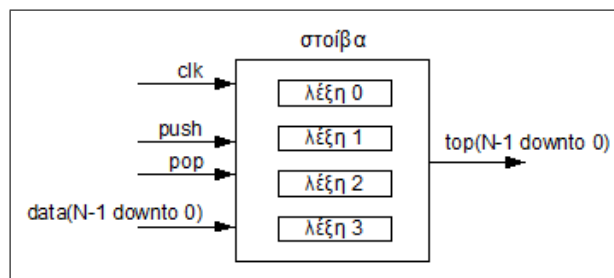 στοίβα
clk
λέξη 0
push
λέξη 1
top(N-1 downto 0)
pop
λέξη 2
data(N-1 downto 0)
λέξη 3